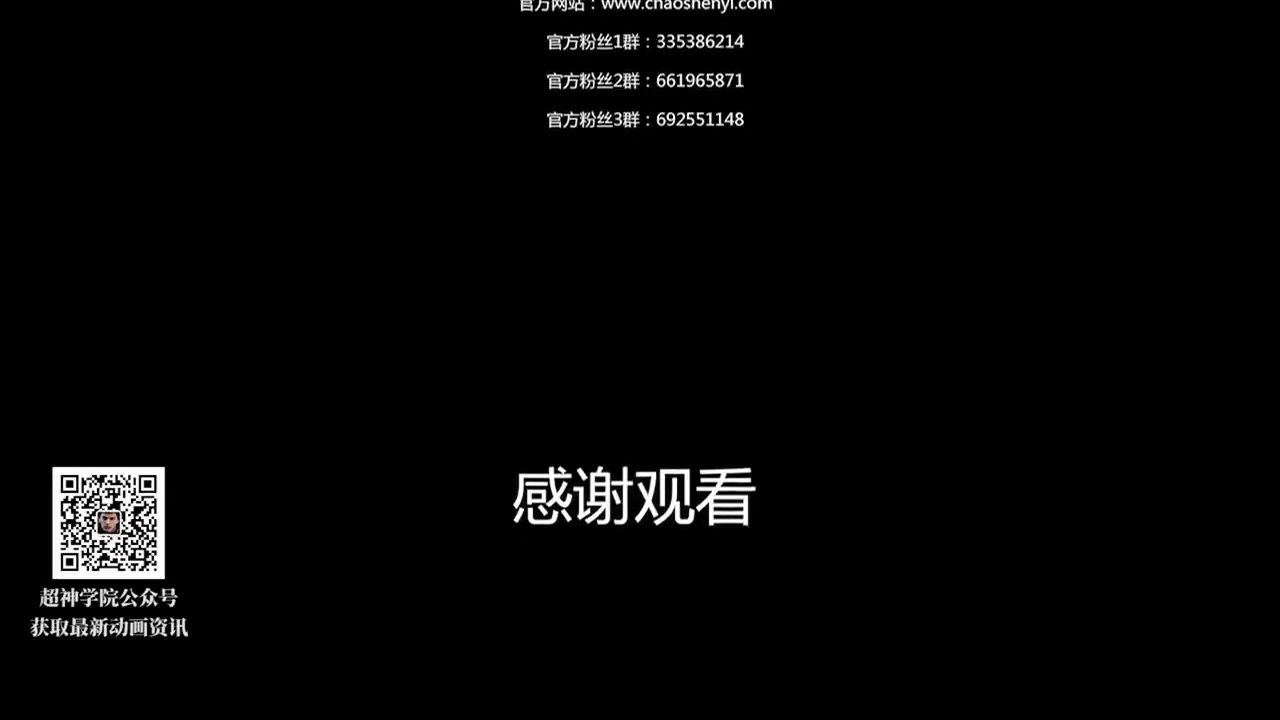 官方网站：www.chaoshenyi.com
官方粉丝1群：335386214
官方粉丝2群：661965871
官方粉丝3群：692551148
感谢观看
超神学院公众号
获取最新动画资讯